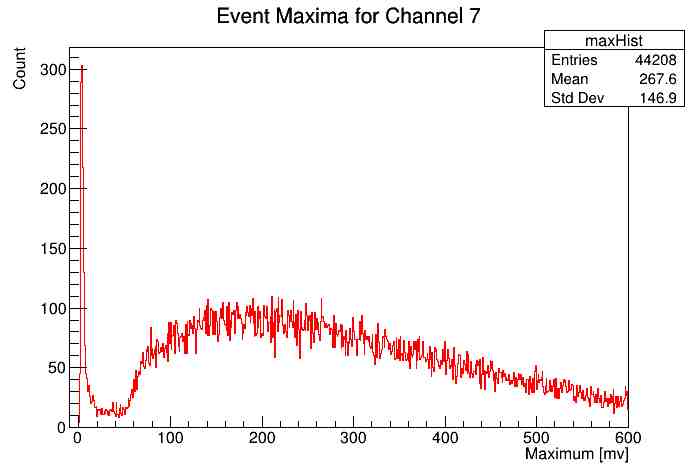 Event Maxima for Channel 7
maxHist
Entries 44208
Mean 267.6
Std Dev 146.9
Count
300
250
200
150
100
50
0
0 100 200 300 400 500 600
Maximum [mv]